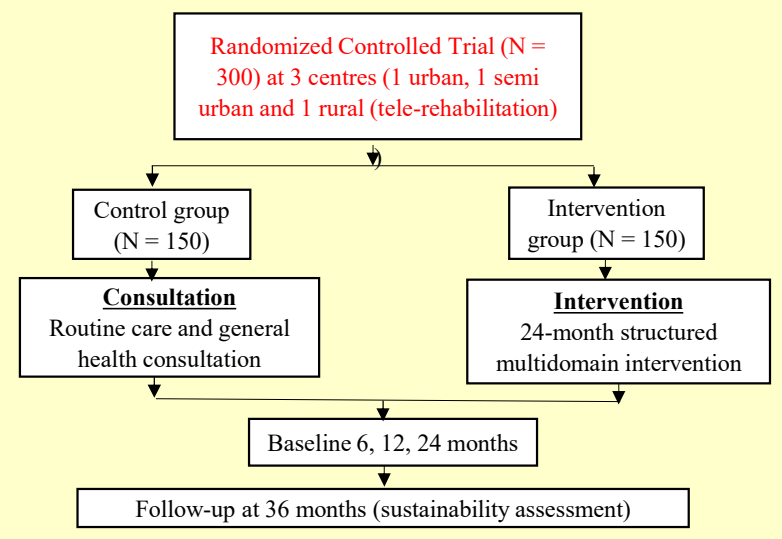 Randomized Controlled Trial (N =
300) at 3 centres (1 urban, 1 semi
urban and 1 rural (tele-rehabilitation)
)
Control group
(N = 150)
Intervention
group (N = 150)
Consultation
Routine care and general
health consultation
Intervention
24-month structured
multidomain intervention
Baseline 6, 12, 24 months
Follow-up at 36 months (sustainability assessment)